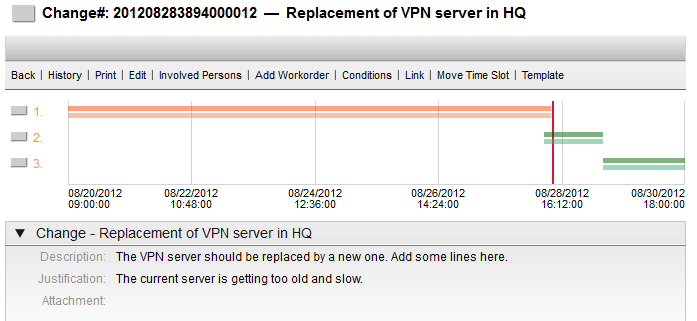 Change#: 201208283894000012 — Replacement of VPN server in HQ
Back | History | Print | Edit | Involved Persons | Add Workorder | Conditions | Link | Move Time Slot | Template
1.
2.
3.
08/20/2012 08/22/2012 08/24/2012 08/26/2012 08/28/2012 08/30/2012
09:00:00 10:48:00 12:36:00 14:24:00 16:12:00 18:00:00
Change - Replacement of VPN server in HQ
Description: The VPN server should be replaced by a new one. Add some lines here.
Justification: The current server is getting too old and slow.
Attachment: